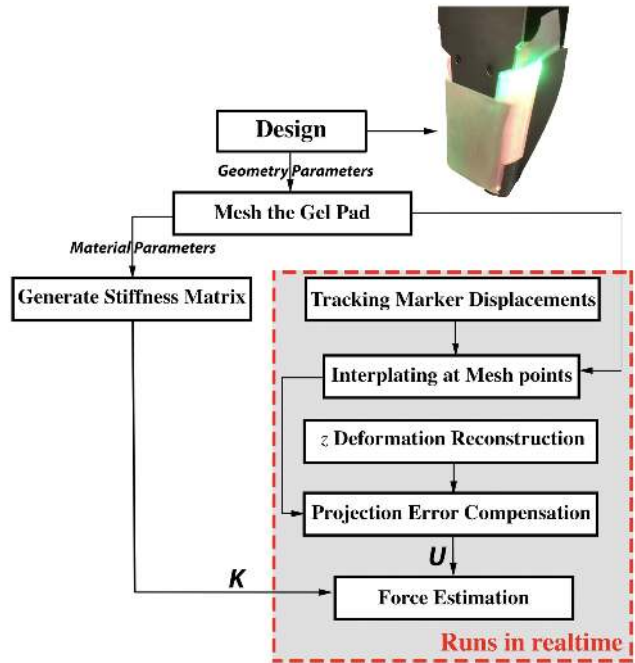 Design
Geometry Parameters
Mesh the Gel Pad
Material Parameters
Generate Stiffness Matrix
Tracking Marker Displacements
Interplating at Mesh points
z Deformation Reconstruction
Projection Error Compensation
U
K
Force Estimation
Runs in realtime